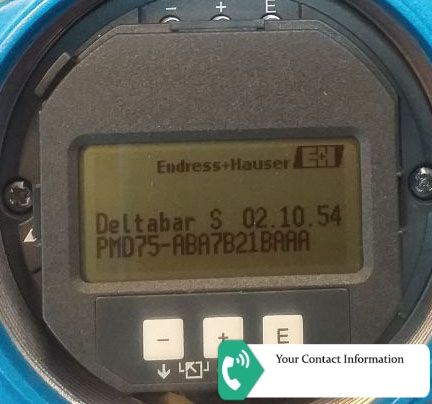 - + E
Endress+Hauser E+H
Deltabar S 02.10.54
PMD75-ABA7B21BAAA
- + E
Your Contact Information